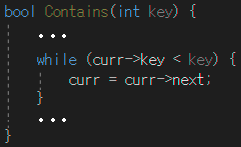 bool Contains(int key) {
...
while (curr->key < key) {
curr = curr->next;
}
...
}